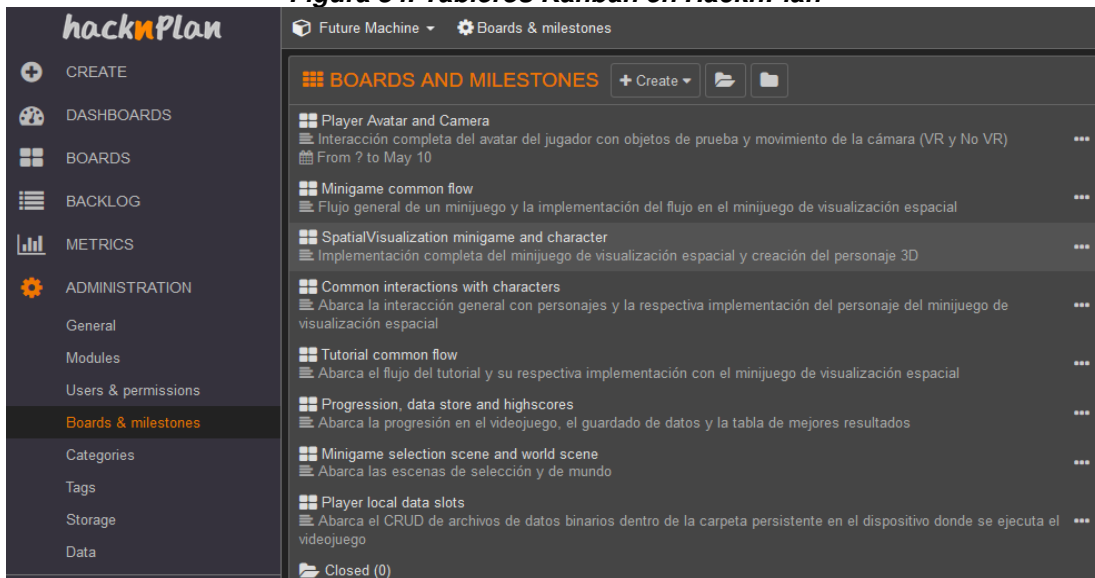 Figura 34. Tableros Kanban en HacknPlan
hacknPlan
Future Machine
Boards & milestones
CREATE
DASHBOARDS
BOARDS
BACKLOG
METRICS
ADMINISTRATION
General
Modules
Users & permissions
Boards & milestones
Categories
Tags
Storage
Data
BOARDS AND MILESTONES
+ Create
Player Avatar and Camera
Interacción completa del avatar del jugador con objetos de prueba y movimiento de la cámara (VR y No VR)
From ? to May 10
Minigame common flow
Flujo general de un minijuego y la implementación del flujo en el minijuego de visualización espacial
SpatialVisualization minigame and character
Implementación completa del minijuego de visualización espacial y creación del personaje 3D
Common interactions with characters
Abarca la interacción general con personajes y la respectiva implementación del personaje del minijuego de
visualización espacial
Tutorial common flow
Abarca el flujo del tutorial y su respectiva implementación con el minijuego de visualización espacial
Progression, data store and highscores
Abarca la progresión en el videojuego, el guardado de datos y la tabla de mejores resultados
Minigame selection scene and world scene
Abarca las escenas de selección y de mundo
Player local data slots
Abarca el CRUD de archivos de datos binarios dentro de la carpeta persistente en el dispositivo donde se ejecuta el
videojuego
Closed (0)